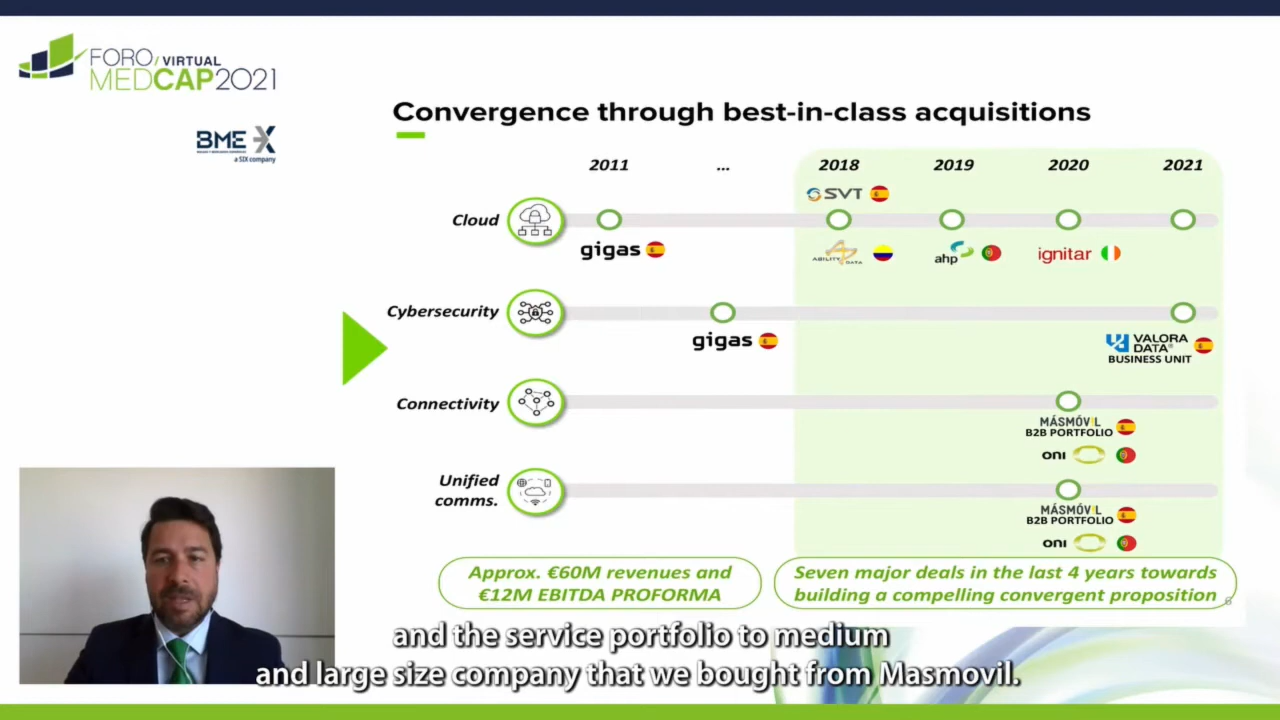 FORO/VIRTUAL
MEDCAP2021
BME X
a SIX company
Convergence through best-in-class acquisitions
2011 ... 2018 2019 2020 2021
SVT
Cloud
gigas
ABILITY DATA
ahp
ignitar
Cybersecurity
gigas
VALORA
DATA®
BUSINESS UNIT
Connectivity
MÁSMÓVIL
B2B PORTFOLIO
oni
Unified
comms.
MÁSMÓVIL
B2B PORTFOLIO
oni
Approx. €60M revenues and
€12M EBITDA PROFORMA
Seven major deals in the last 4 years towards
building a compelling convergent proposition
6
and the service portfolio to medium
and large size company that we bought from Masmovil.